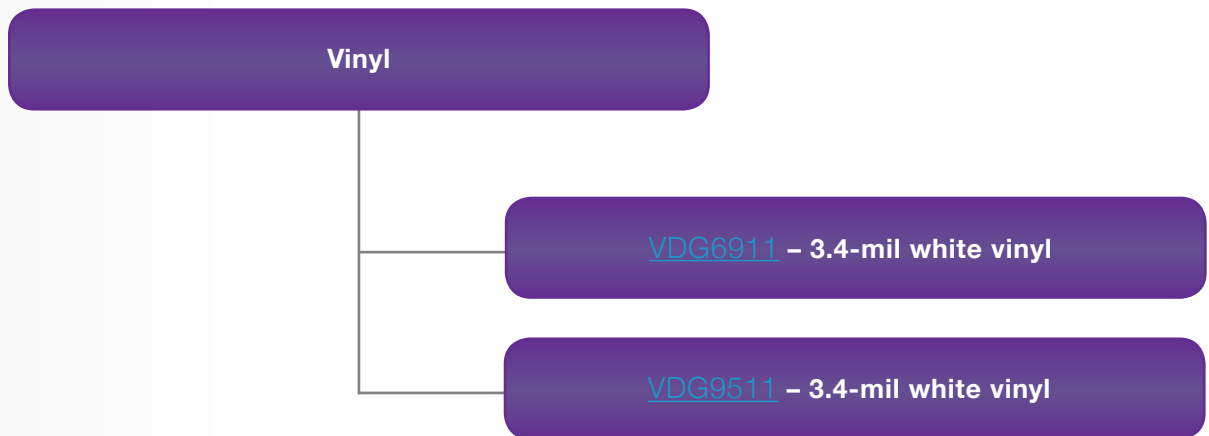 Vinyl
VDG6911 – 3.4-mil white vinyl
VDG9511 – 3.4-mil white vinyl